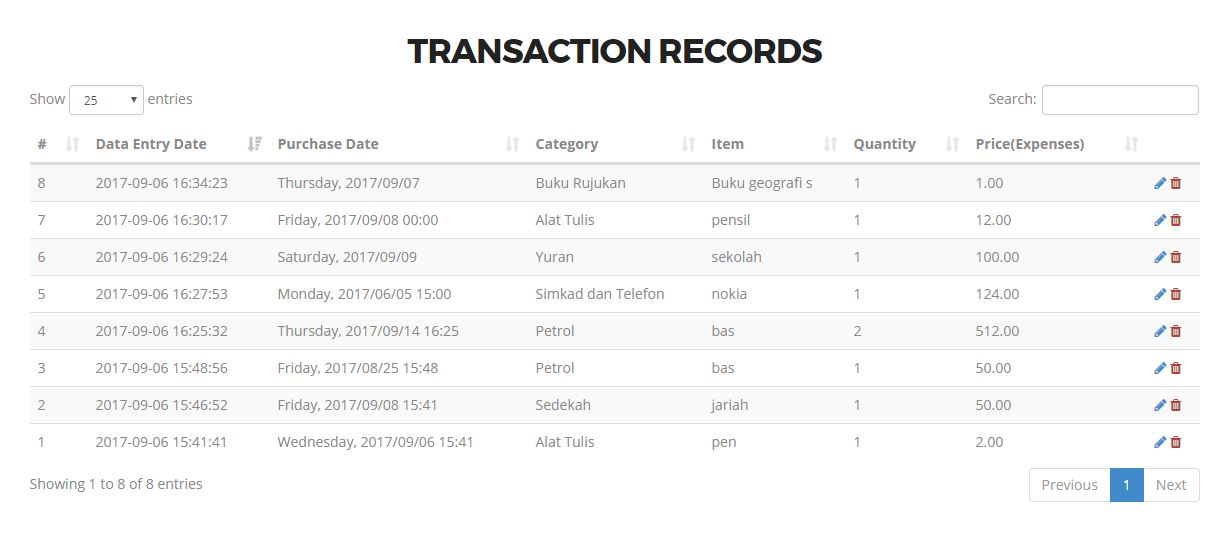 TRANSACTION RECORDS
Show 25 entries Search:
# Data Entry Date Purchase Date Category Item Quantity Price(Expenses)
8 2017-09-06 16:34:23 Thursday, 2017/09/07 Buku Rujukan Buku geografi s 1 1.00
7 2017-09-06 16:30:17 Friday, 2017/09/08 00:00 Alat Tulis pensil 1 12.00
6 2017-09-06 16:29:24 Saturday, 2017/09/09 Yuran sekolah 1 100.00
5 2017-09-06 16:27:53 Monday, 2017/06/05 15:00 Simkad dan Telefon nokia 1 124.00
4 2017-09-06 16:25:32 Thursday, 2017/09/14 16:25 Petrol bas 2 512.00
3 2017-09-06 15:48:56 Friday, 2017/08/25 15:48 Petrol bas 1 50.00
2 2017-09-06 15:46:52 Friday, 2017/09/08 15:41 Sedekah jariah 1 50.00
1 2017-09-06 15:41:41 Wednesday, 2017/09/06 15:41 Alat Tulis pen 1 2.00
Showing 1 to 8 of 8 entries Previous 1 Next